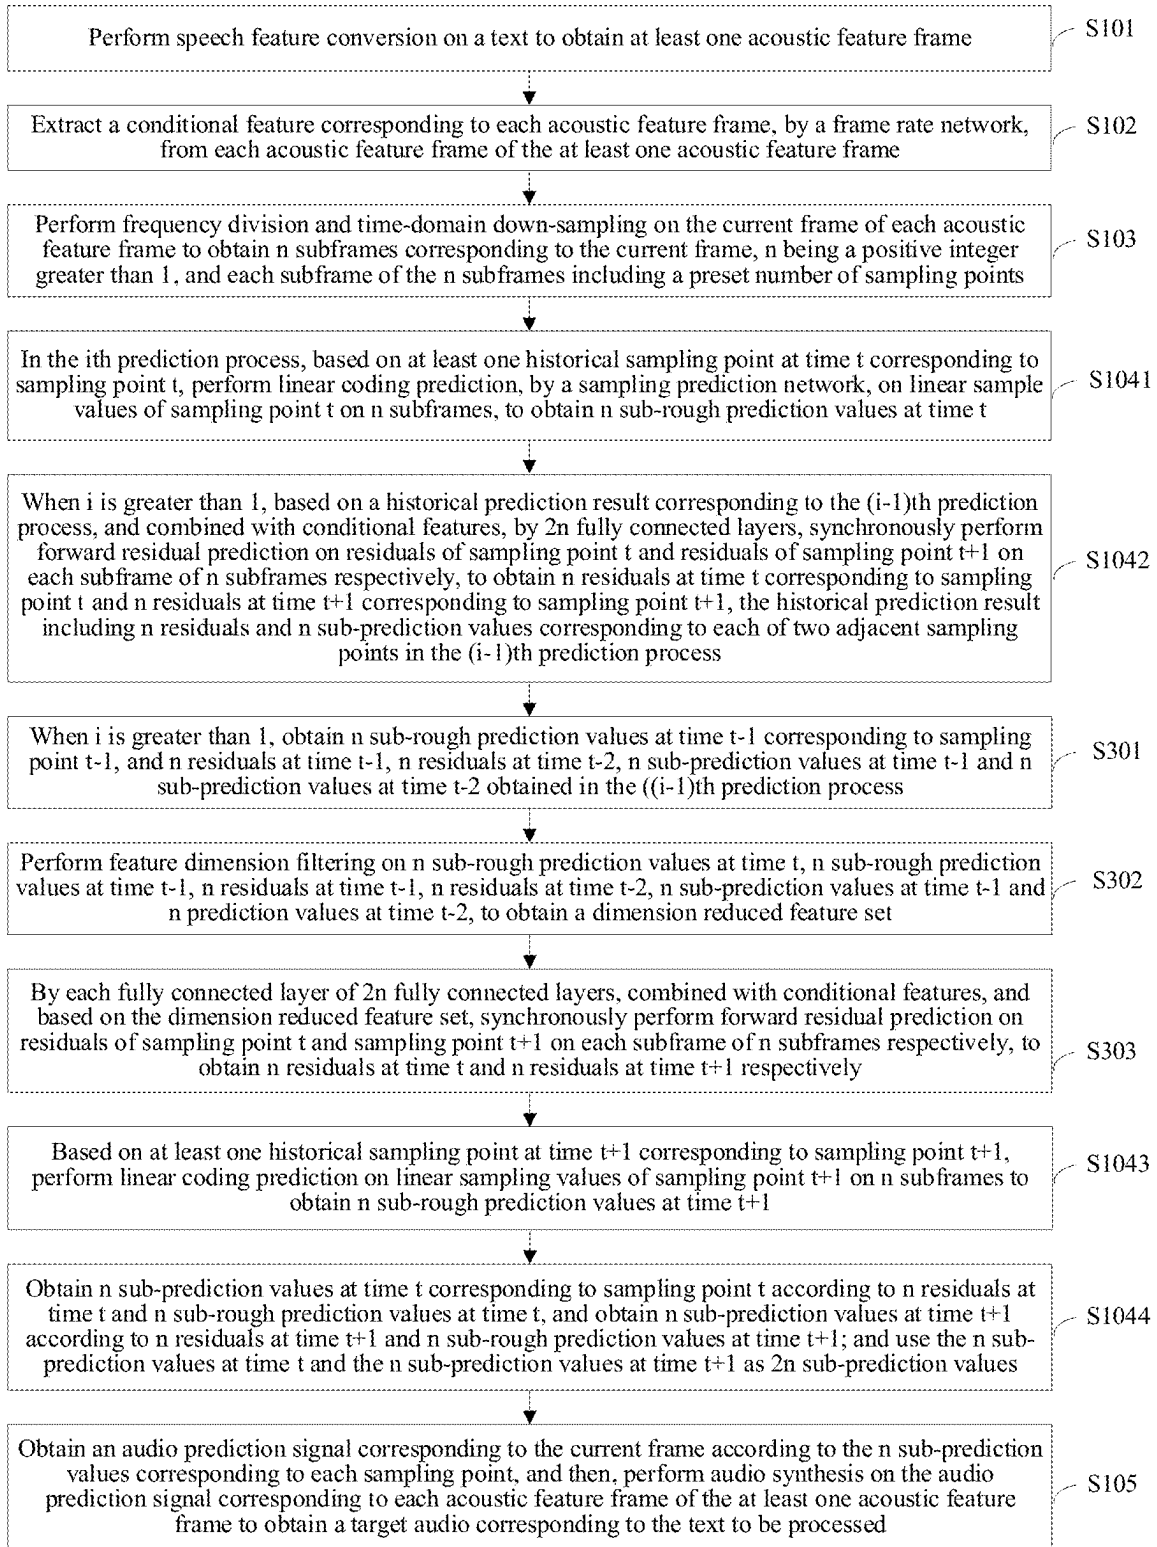 Perform speech feature conversion on a text to obtain at least one acoustic feature frame
S101
Extract a conditional feature corresponding to each acoustic feature frame, by a frame rate network,
from each acoustic feature frame of the at least one acoustic feature frame
S102
Perform frequency division and time-domain down-sampling on the current frame of each acoustic
feature frame to obtain n subframes corresponding to the current frame, n being a positive integer
greater than 1, and each subframe of the n subframes including a preset number of sampling points
S103
In the ith prediction process, based on at least one historical sampling point at time t corresponding to
sampling point t, perform linear coding prediction, by a sampling prediction network, on linear sample
values of sampling point t on n subframes, to obtain n sub-rough prediction values at time t
S1041
When i is greater than 1, based on a historical prediction result corresponding to the (i-1)th prediction
process, and combined with conditional features, by 2n fully connected layers, synchronously perform
forward residual prediction on residuals of sampling point t and residuals of sampling point t+1 on
each subframe of n subframes respectively, to obtain n residuals at time t corresponding to sampling
point t and n residuals at time t+1 corresponding to sampling point t+1, the historical prediction result
including n residuals and n sub-prediction values corresponding to each of two adjacent sampling
points in the (i-1)th prediction process
S1042
When i is greater than 1, obtain n sub-rough prediction values at time t-1 corresponding to sampling
point t-1, and n residuals at time t-1, n residuals at time t-2, n sub-prediction values at time t-1 and n
sub-prediction values at time t-2 obtained in the ((i-1)th prediction process
S301
Perform feature dimension filtering on n sub-rough prediction values at time t, n sub-rough prediction
values at time t-1, n residuals at time t-1, n residuals at time t-2, n sub-prediction values at time t-1 and
n prediction values at time t-2, to obtain a dimension reduced feature set
S302
By each fully connected layer of 2n fully connected layers, combined with conditional features, and
based on the dimension reduced feature set, synchronously perform forward residual prediction on
residuals of sampling point t and sampling point t+1 on each subframe of n subframes respectively, to
obtain n residuals at time t and n residuals at time t+1 respectively
S303
Based on at least one historical sampling point at time t+1 corresponding to sampling point t+1,
perform linear coding prediction on linear sampling values of sampling point t+1 on n subframes to
obtain n sub-rough prediction values at time t+1
S1043
Obtain n sub-prediction values at time t corresponding to sampling point t according to n residuals at
time t and n sub-rough prediction values at time t, and obtain n sub-prediction values at time t+1
according to n residuals at time t+1 and n sub-rough prediction values at time t+1; and use the n sub-
prediction values at time t and the n sub-prediction values at time t+1 as 2n sub-prediction values
S1044
Obtain an audio prediction signal corresponding to the current frame according to the n sub-prediction
values corresponding to each sampling point, and then, perform audio synthesis on the audio
prediction signal corresponding to each acoustic feature frame of the at least one acoustic feature
frame to obtain a target audio corresponding to the text to be processed
S105